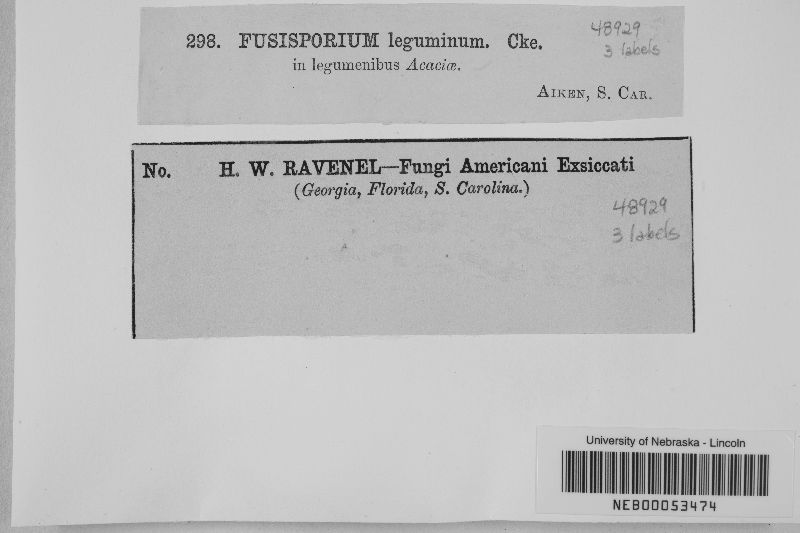 298. FUSISPORIUM leguminum. Cke.
in legumenibus Acaciæ.
AIKEN, S. CAR.
48929
3 labels
No. H. W. RAVENEL—Fungi Americani Exsiccati
(Georgia, Florida, S. Carolina.)
48929
3 labels
University of Nebraska - Lincoln
NEB00053474